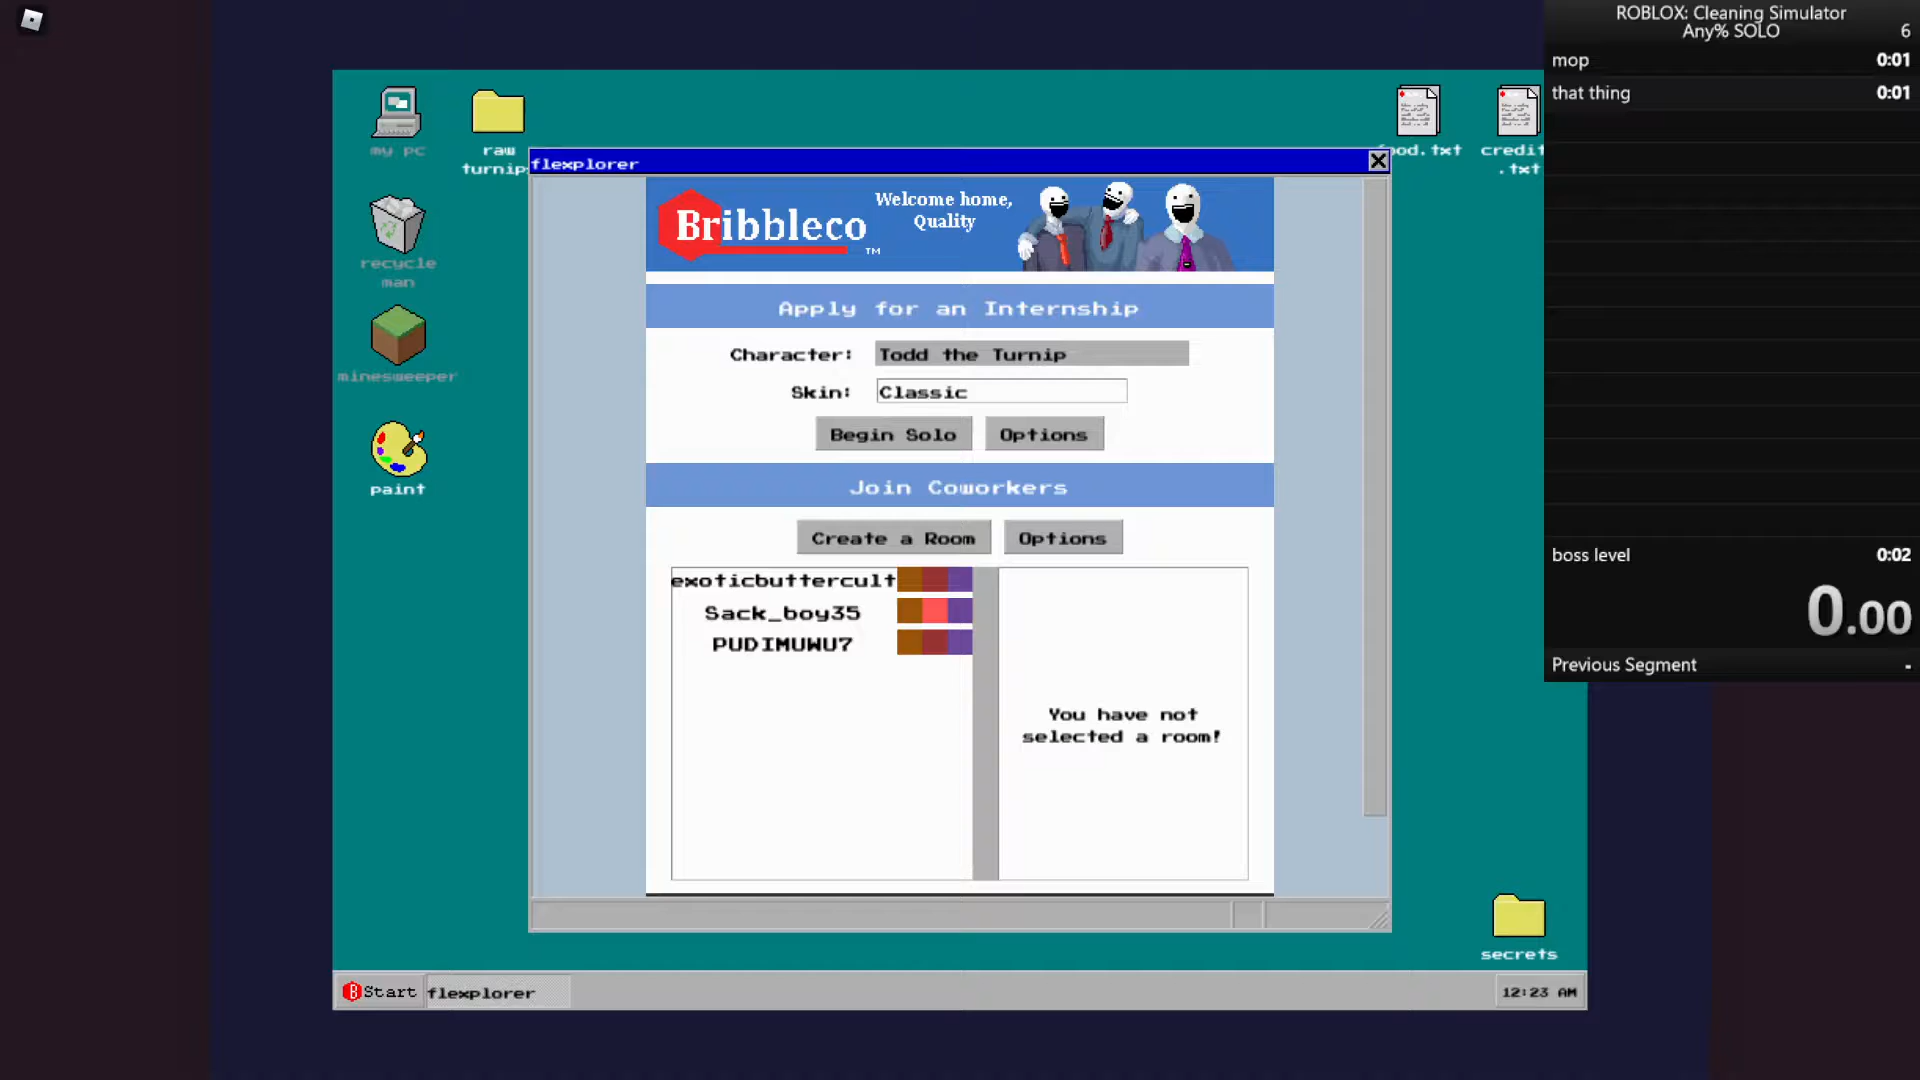 ROBLOX: Cleaning Simulator
Any% SOLO
6
mop 0:01
that thing 0:01
boss level 0:02
0.00
Previous Segment -
my pc
raw
turnip
recycle
man
minesweeper
paint
ood.txt
credit
.txt
flexplorer
Bribbleco
TM
Welcome home,
Quality
Apply for an Internship
Character: Todd the Turnip
Skin: Classic
Begin Solo Options
Join Coworkers
Create a Room Options
exoticbuttercult
Sack_boy35
PUDIMUWU7
You have not
selected a room!
secrets
B Start flexplorer
12:23 AM